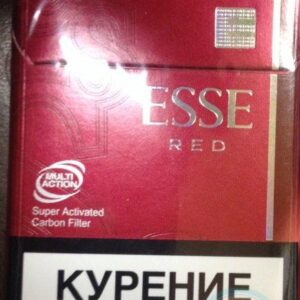 ESSE
RED
MULTI
ACTION
Super Activated
Carbon Filter
КУРЕНИЕ